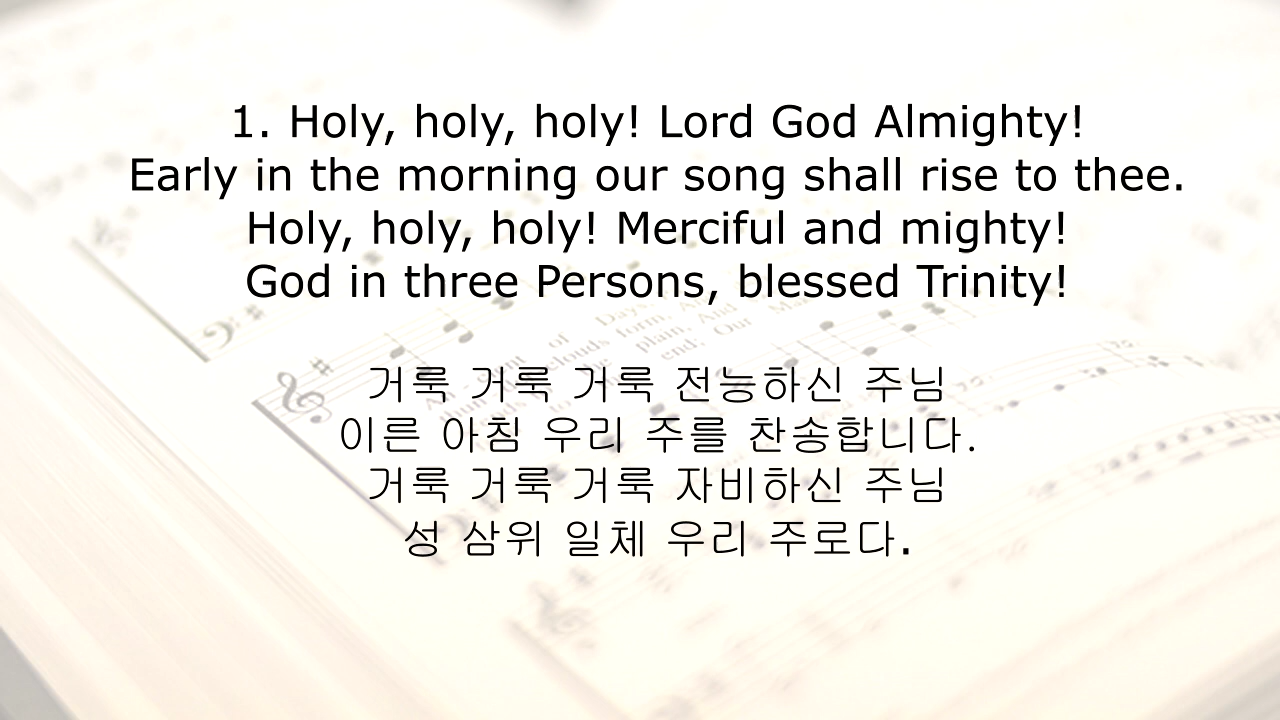 1. Holy, holy, holy! Lord God Almighty!
Early in the morning our song shall rise to thee.
Holy, holy, holy! Merciful and mighty!
God in three Persons, blessed Trinity!
거룩 거룩 거룩 전능하신 주님
이른 아침 우리 주를 찬송합니다.
거룩 거룩 거룩 자비하신 주님
성 삼위 일체 우리 주로다.